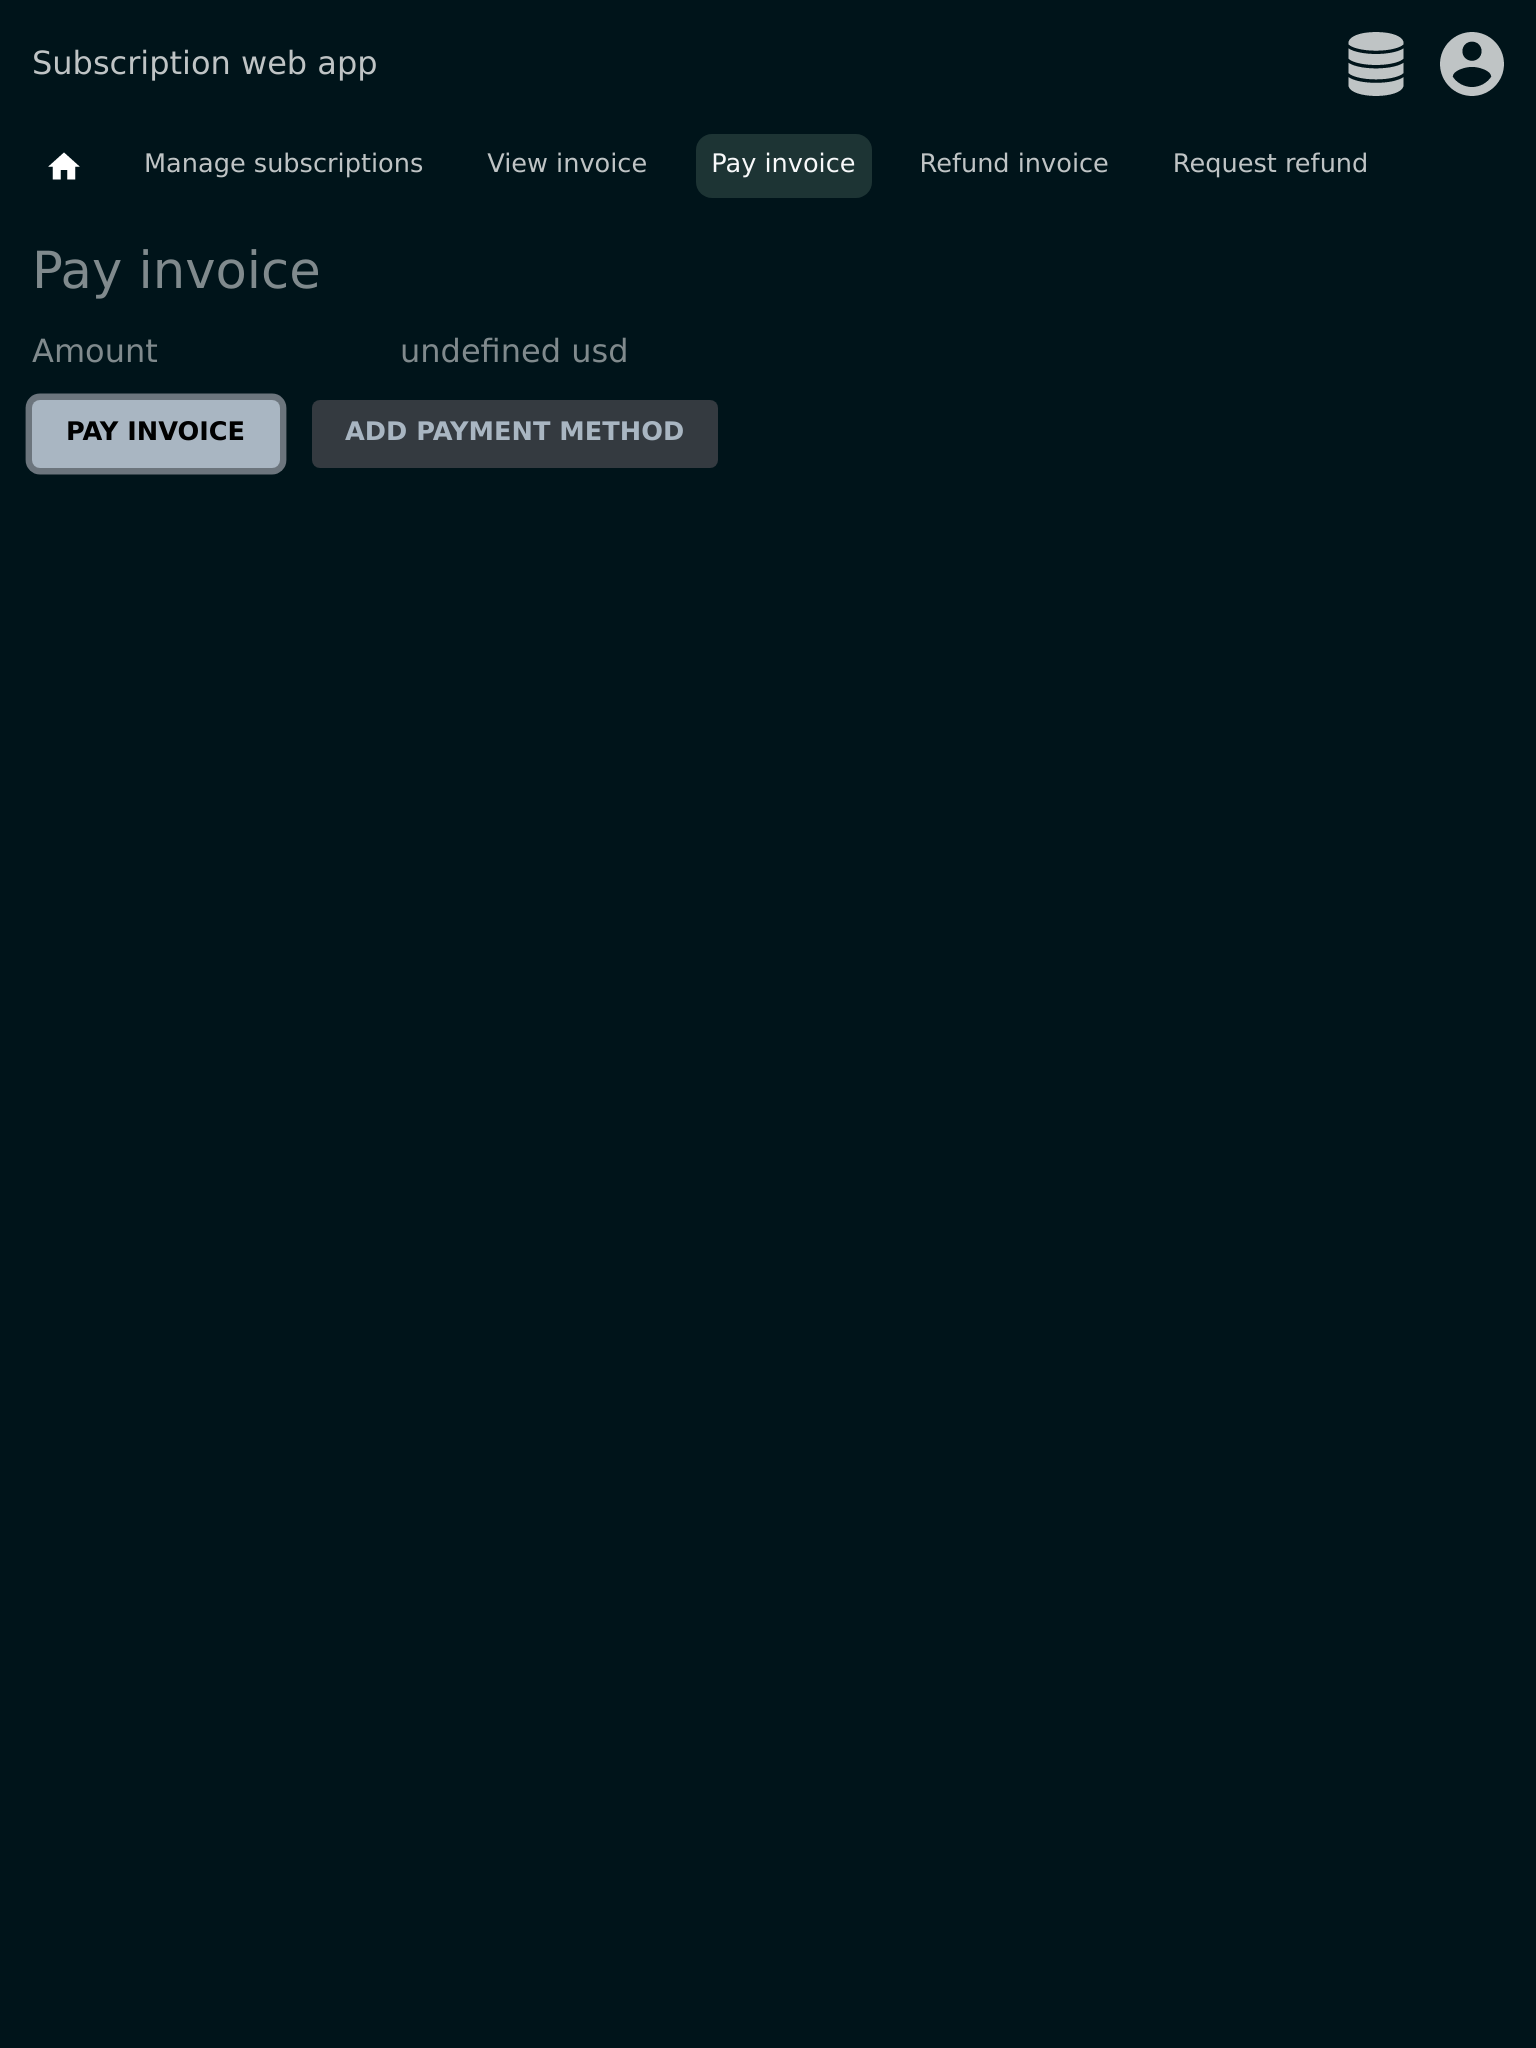 Subscription web app
Manage subscriptions View invoice Pay invoice Refund invoice Request refund
Pay invoice
Amount undefined usd
PAY INVOICE ADD PAYMENT METHOD